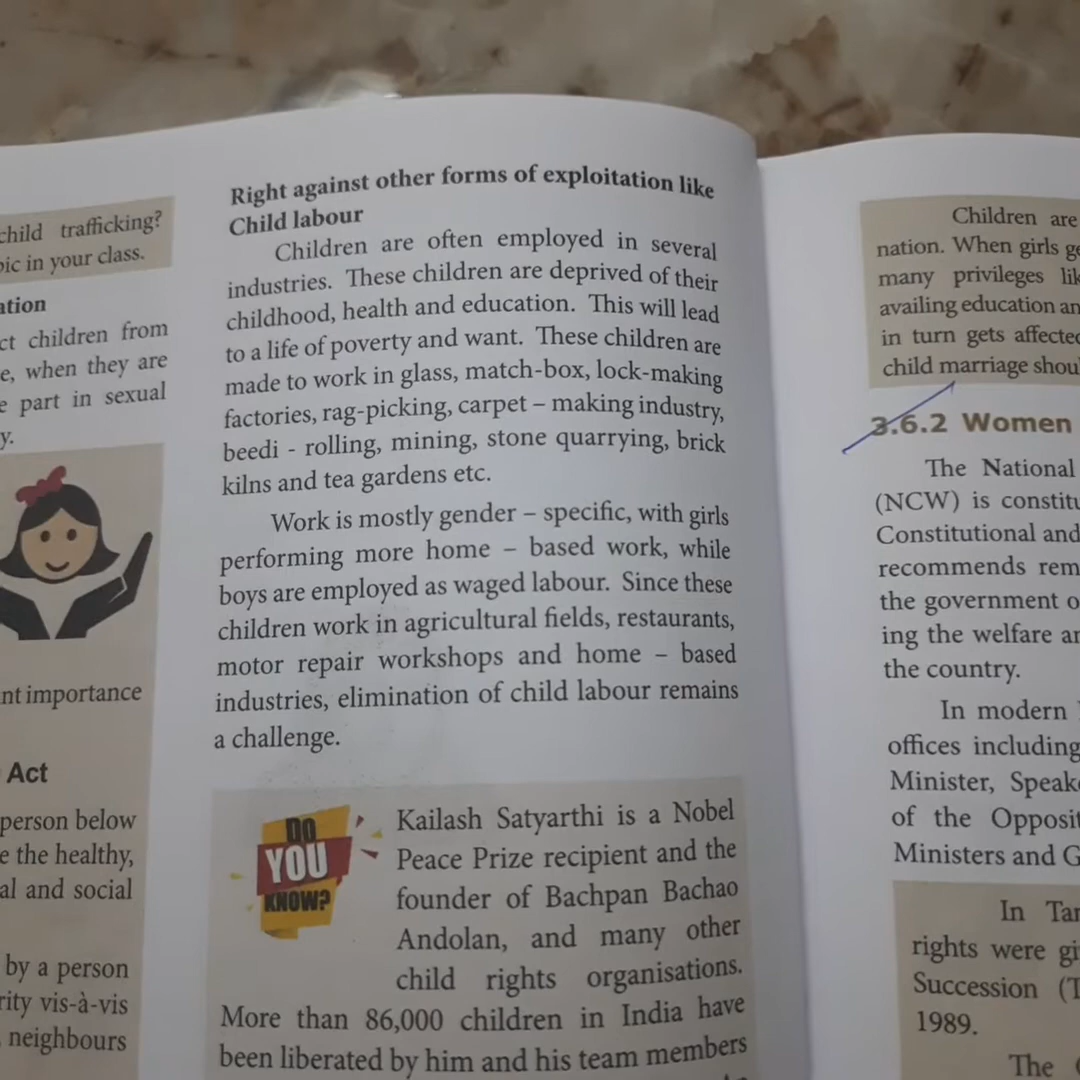 child trafficking?
pic in your class.
ation
ct children from
e, when they are
e part in sexual
y.
nt importance
Act
person below
e the healthy,
al and social
by a person
rity vis-à-vis
neighbours
Right against other forms of exploitation like
Child labour
Children are often employed in several
industries. These children are deprived of their
childhood, health and education. This will lead
to a life of poverty and want. These children are
made to work in glass, match-box, lock-making
factories, rag-picking, carpet – making industry,
beedi - rolling, mining, stone quarrying, brick
kilns and tea gardens etc.
Work is mostly gender – specific, with girls
performing more home – based work, while
boys are employed as waged labour. Since these
children work in agricultural fields, restaurants,
motor repair workshops and home – based
industries, elimination of child labour remains
a challenge.
DO
YOU
KNOW?
Kailash Satyarthi is a Nobel
Peace Prize recipient and the
founder of Bachpan Bachao
Andolan, and many other
child rights organisations.
More than 86,000 children in India have
been liberated by him and his team members
Children are
nation. When girls ge
many privileges lik
availing education an
in turn gets affected
child marriage shoul
3.6.2 Women
The National
(NCW) is constitu
Constitutional and
recommends rem
the government o
ing the welfare an
the country.
In modern
offices including
Minister, Speake
of the Opposit
Ministers and G
In Tam
rights were gi
Succession (T
1989.
The